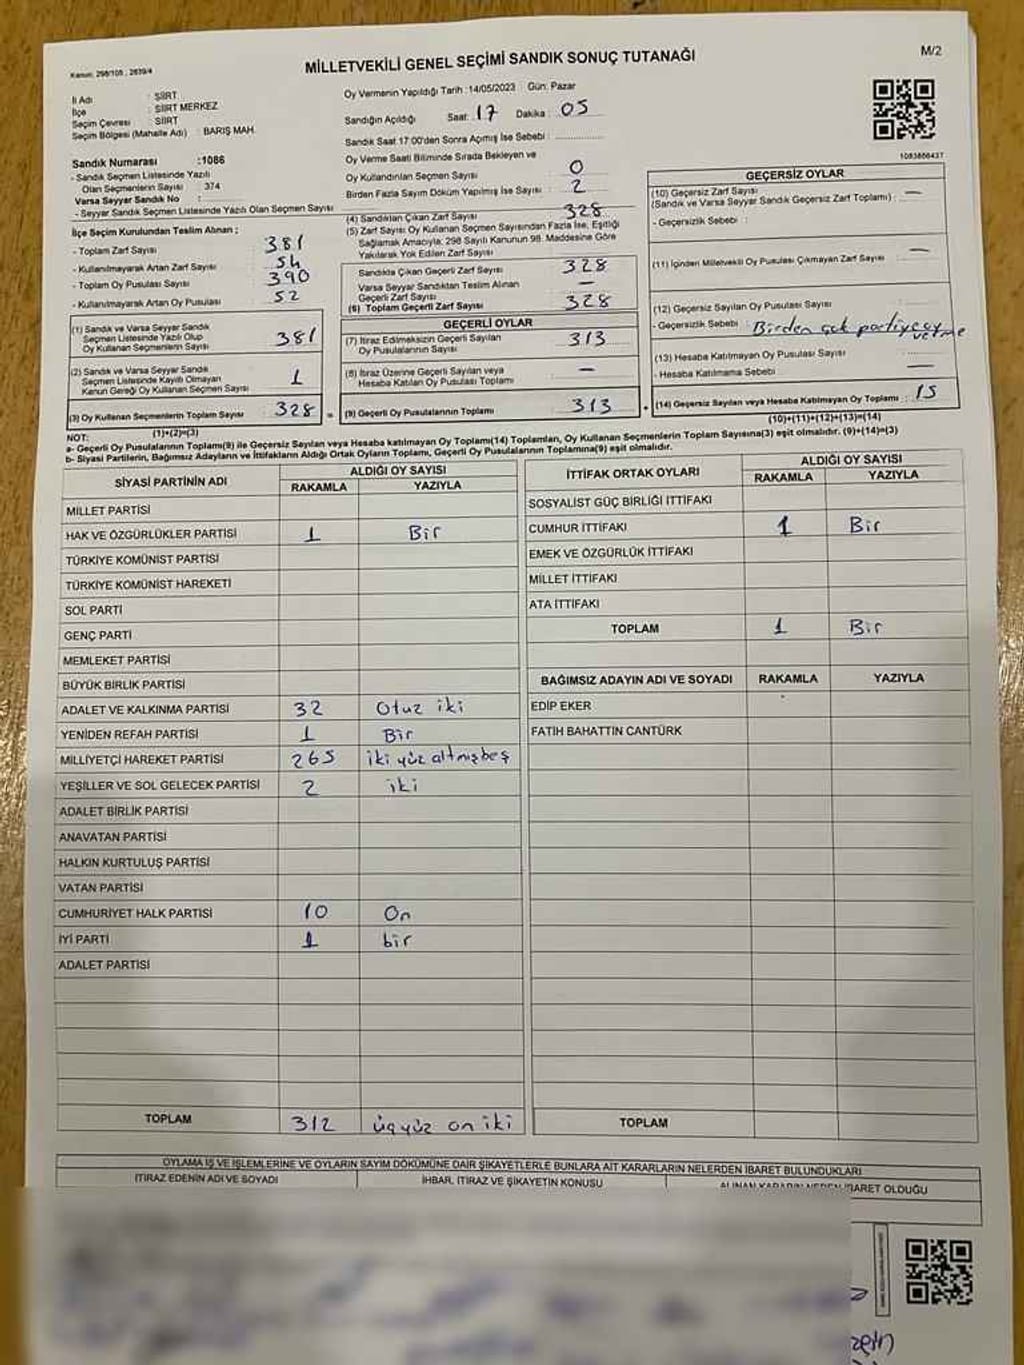 Kanun: 298/105 , 2839/4
MİLLETVEKİLİ GENEL SEÇİMİ SANDIK SONUÇ TUTANAĞI
M/2
İl Adı : SİİRT
İlçe : SİİRT MERKEZ
Seçim Çevresi : SİİRT
Seçim Bölgesi (Mahalle Adı) : BARIŞ MAH.
Sandık Numarası :1086
- Sandık Seçmen Listesinde Yazılı
Olan Seçmenlerin Sayısı : 374
Varsa Seyyar Sandık No :
- Seyyar Sandık Seçmen Listesinde Yazılı Olan Seçmen Sayısı :
İlçe Seçim Kurulundan Teslim Alınan ;
- Toplam Zarf Sayısı : 381
- Kullanılmayarak Artan Zarf Sayısı : 54
- Toplam Oy Pusulası Sayısı : 390
- Kullanılmayarak Artan Oy Pusulası : 52
(1) Sandık ve Varsa Seyyar Sandık
Seçmen Listesinde Yazılı Olup
Oy Kullanan Seçmenlerin Sayısı 381
(2) Sandık ve Varsa Seyyar Sandık
Seçmen Listesinde Kayıtlı Olmayan
Kanun Gereği Oy Kullanan Seçmen Sayısı 1
(3) Oy Kullanan Seçmenlerin Toplam Sayısı 328
(1)+(2)=(3)
Oy Vermenin Yapıldığı Tarih :14/05/2023 Gün: Pazar
Sandığın Açıldığı Saat: 17 Dakika : 05
Sandık Saat 17:00'den Sonra Açımış İse Sebebi :
Oy Verme Saati Bitiminde Sırada Bekleyen ve
Oy Kullandırılan Seçmen Sayısı : 0
Birden Fazla Sayım Döküm Yapılmış İse Sayısı : 2
(4) Sandıktan Çıkan Zarf Sayısı : 328
(5) Zarf Sayısı Oy Kullanan Seçmen Sayısından Fazla İse, Eşitliği
Sağlamak Amacıyla; 298 Sayılı Kanunun 98. Maddesine Göre
Yakılarak Yok Edilen Zarf Sayısı :
Sandıkta Çıkan Geçerli Zarf Sayısı : 328
Varsa Seyyar Sandıktan Teslim Alınan
Geçerli Zarf Sayısı : —
(6) Toplam Geçerli Zarf Sayısı : 328
GEÇERLİ OYLAR
(7) İtiraz Edilmeksizin Geçerli Sayılan
Oy Pusulalarının Sayısı : 313
(8) İtiraz Üzerine Geçerli Sayılan veya
Hesaba Katılan Oy Pusulası Toplamı : —
(9) Geçerli Oy Pusulalarının Toplamı : 313
1083866437
GEÇERSİZ OYLAR
(10) Geçersiz Zarf Sayısı
(Sandık ve Varsa Seyyar Sandık Geçersiz Zarf Toplamı) : —
- Geçersizlik Sebebi :
(11) İçinden Milletvekili Oy Pusulası Çıkmayan Zarf Sayısı : —
(12) Geçersiz Sayılan Oy Pusulası Sayısı :
- Geçersizlik Sebebi : Birden çok partiye oy verme
(13) Hesaba Katılmayan Oy Pusulası Sayısı :
- Hesaba Katılmama Sebebi : —
(14) Geçersiz Sayılan veya Hesaba Katılmayan Oy Toplamı : 15
(10)+(11)+(12)+(13)=(14)
NOT:
a- Geçerli Oy Pusulalarının Toplamı(9) ile Geçersiz Sayılan veya Hesaba katılmayan Oy Toplamı(14) Toplamları, Oy Kullanan Seçmenlerin Toplam Sayısına(3) eşit olmalıdır. (9)+(14)=(3)
b- Siyasi Partilerin, Bağımsız Adayların ve İttifakların Aldığı Ortak Oyların Toplamı, Geçerli Oy Pusulalarının Toplamına(9) eşit olmalıdır.
SİYASİ PARTİNİN ADI
ALDIĞI OY SAYISI
RAKAMLA YAZIYLA
MİLLET PARTİSİ
HAK VE ÖZGÜRLÜKLER PARTİSİ 1 Bir
TÜRKİYE KOMÜNİST PARTİSİ
TÜRKİYE KOMÜNİST HAREKETİ
SOL PARTİ
GENÇ PARTİ
MEMLEKET PARTİSİ
BÜYÜK BİRLİK PARTİSİ
ADALET VE KALKINMA PARTİSİ 32 Otuz iki
YENİDEN REFAH PARTİSİ 1 Bir
MİLLİYETÇİ HAREKET PARTİSİ 265 iki yüz altmışbeş
YEŞİLLER VE SOL GELECEK PARTİSİ 2 iki
ADALET BİRLİK PARTİSİ
ANAVATAN PARTİSİ
HALKIN KURTULUŞ PARTİSİ
VATAN PARTİSİ
CUMHURİYET HALK PARTİSİ 10 On
İYİ PARTİ 1 bir
ADALET PARTİSİ
TOPLAM 312 üçyüz on iki
İTTİFAK ORTAK OYLARI
ALDIĞI OY SAYISI
RAKAMLA YAZIYLA
SOSYALİST GÜÇ BİRLİĞİ İTTİFAKI
CUMHUR İTTİFAKI 1 Bir
EMEK VE ÖZGÜRLÜK İTTİFAKI
MİLLET İTTİFAKI
ATA İTTİFAKI
TOPLAM 1 Bir
BAĞIMSIZ ADAYIN ADI VE SOYADI RAKAMLA YAZIYLA
EDİP EKER
FATİH BAHATTİN CANTÜRK
TOPLAM
OYLAMA İŞ VE İŞLEMLERİNE VE OYLARIN SAYIM DÖKÜMÜNE DAİR ŞİKAYETLERLE BUNLARA AİT KARARLARIN NELERDEN İBARET BULUNDUKLARI
İTİRAZ EDENİN ADI VE SOYADI İHBAR, İTİRAZ VE ŞİKAYETİN KONUSU ALINAN KARARIN NEDEN İBARET OLDUĞU